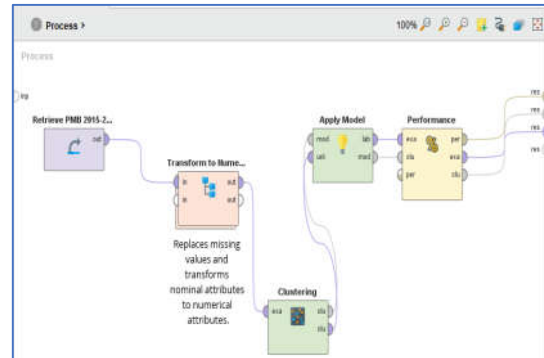 Process >
100%
Process
inp
Retrieve PMB 2015-2...
out
Transform to Nume...
in out
in out
Replaces missing
values and
transforms
nominal attributes
to numerical
attributes.
Clustering
exa clu
clu
Apply Model
mod lab
unl mod
Performance
exa per
clu exa
per clu
res
res
res
res